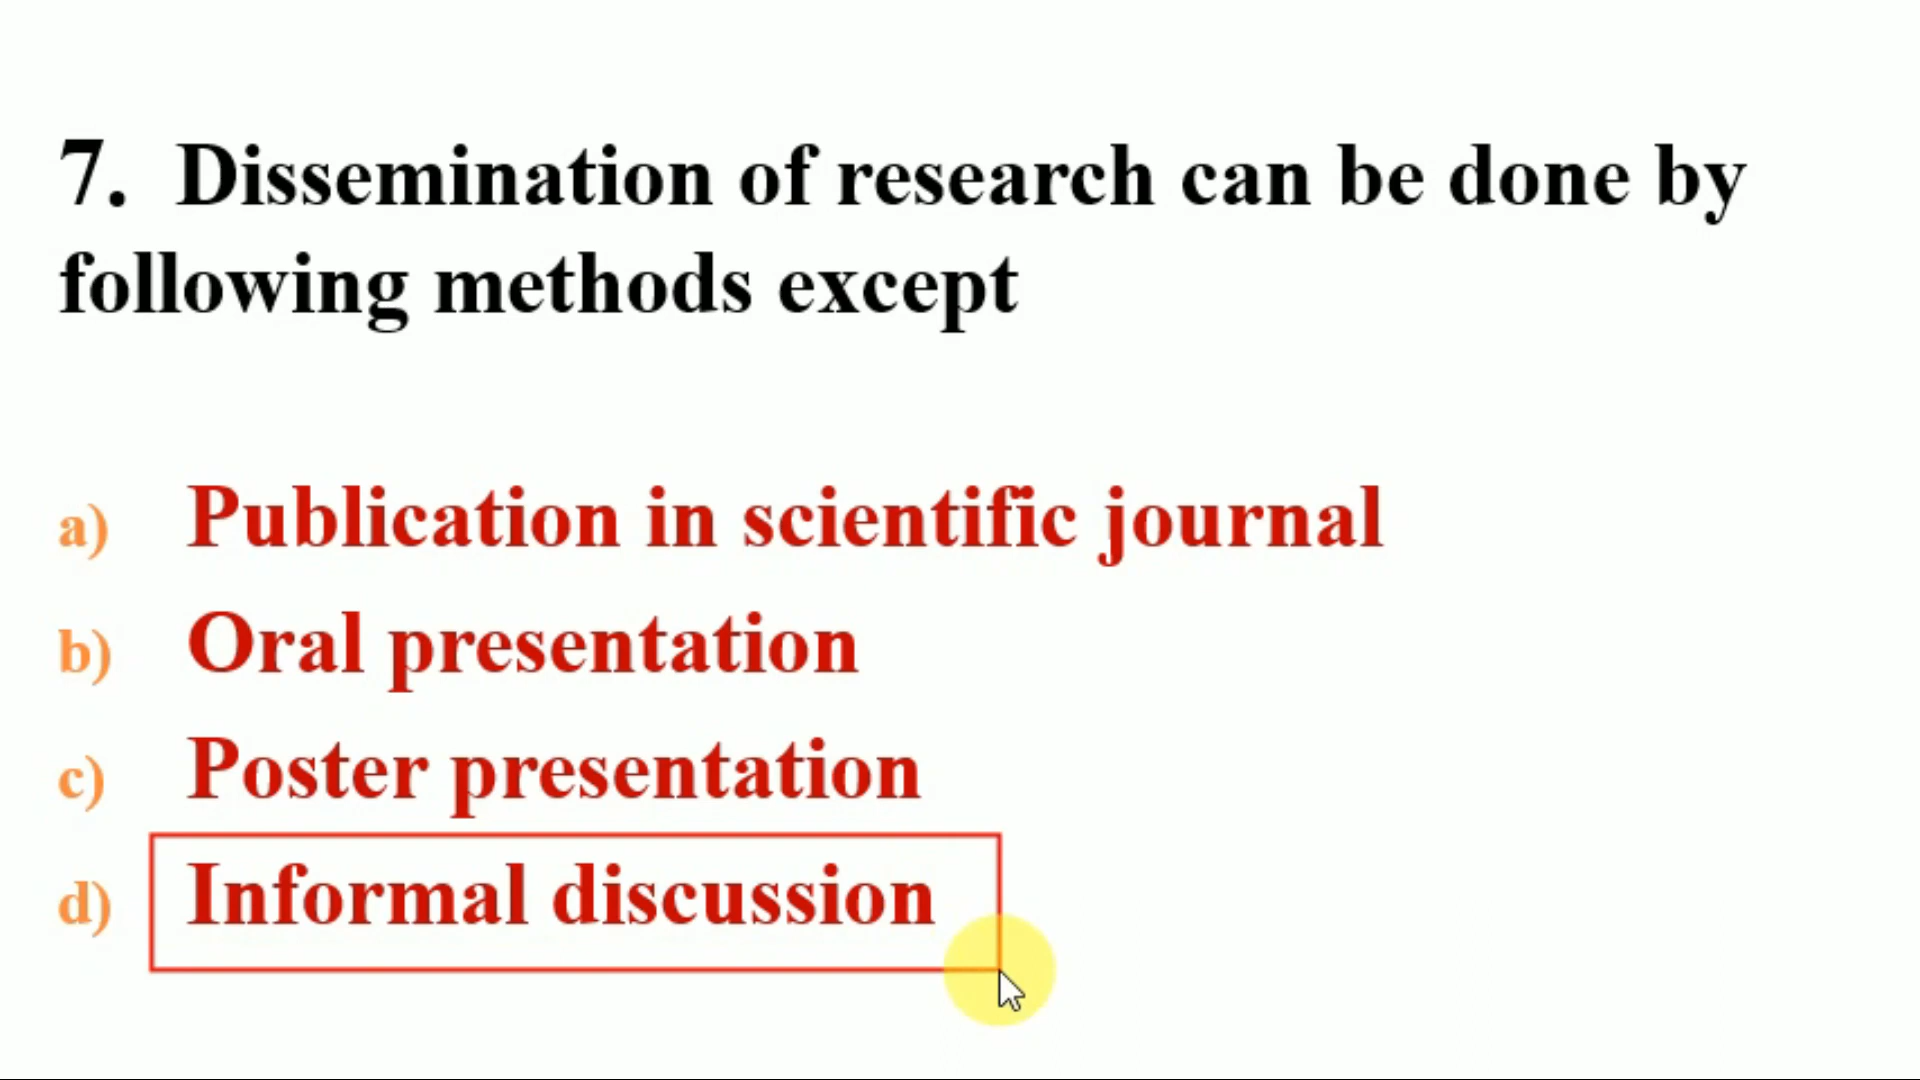 7. Dissemination of research can be done by
following methods except
a) Publication in scientific journal
b) Oral presentation
c) Poster presentation
d) Informal discussion